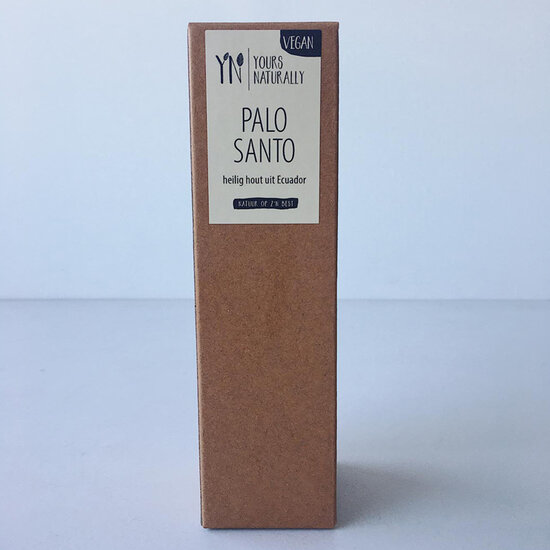 VEGAN
YN YOURS
NATURALLY
PALO
SANTO
heilig hout uit Ecuador
NATUUR OP Z'N BEST